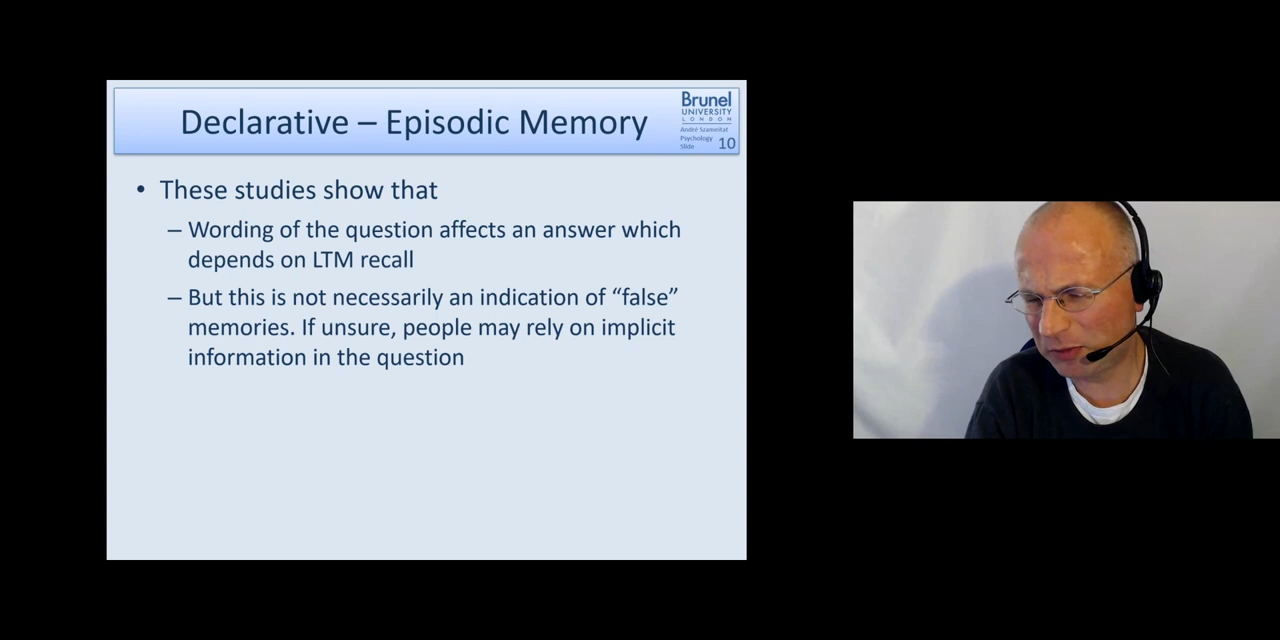 Declarative – Episodic Memory
Brunel
UNIVERSITY
LONDON
André Szameitat
Psychology
Slide 10
• These studies show that
– Wording of the question affects an answer which
depends on LTM recall
– But this is not necessarily an indication of “false”
memories. If unsure, people may rely on implicit
information in the question